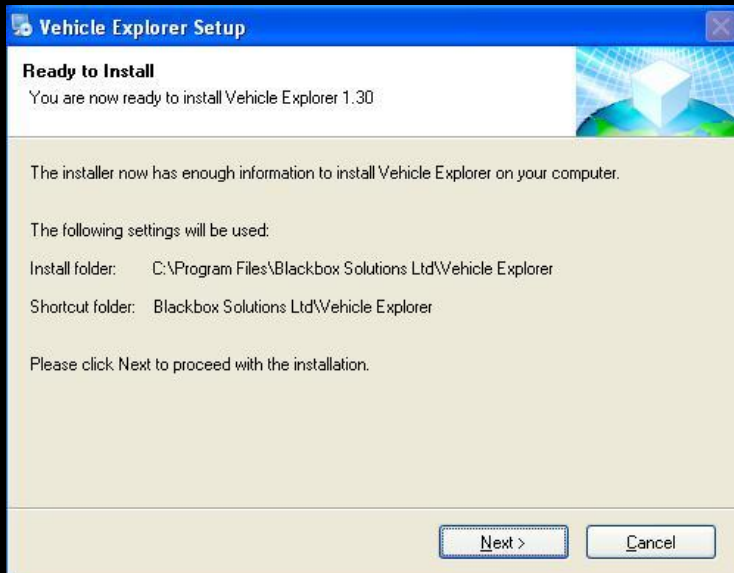 Vehicle Explorer Setup
Ready to Install
You are now ready to install Vehicle Explorer 1.30
The installer now has enough information to install Vehicle Explorer on your computer.
The following settings will be used:
Install folder: C:\Program Files\Blackbox Solutions Ltd\Vehicle Explorer
Shortcut folder: Blackbox Solutions Ltd\Vehicle Explorer
Please click Next to proceed with the installation.
Next > Cancel